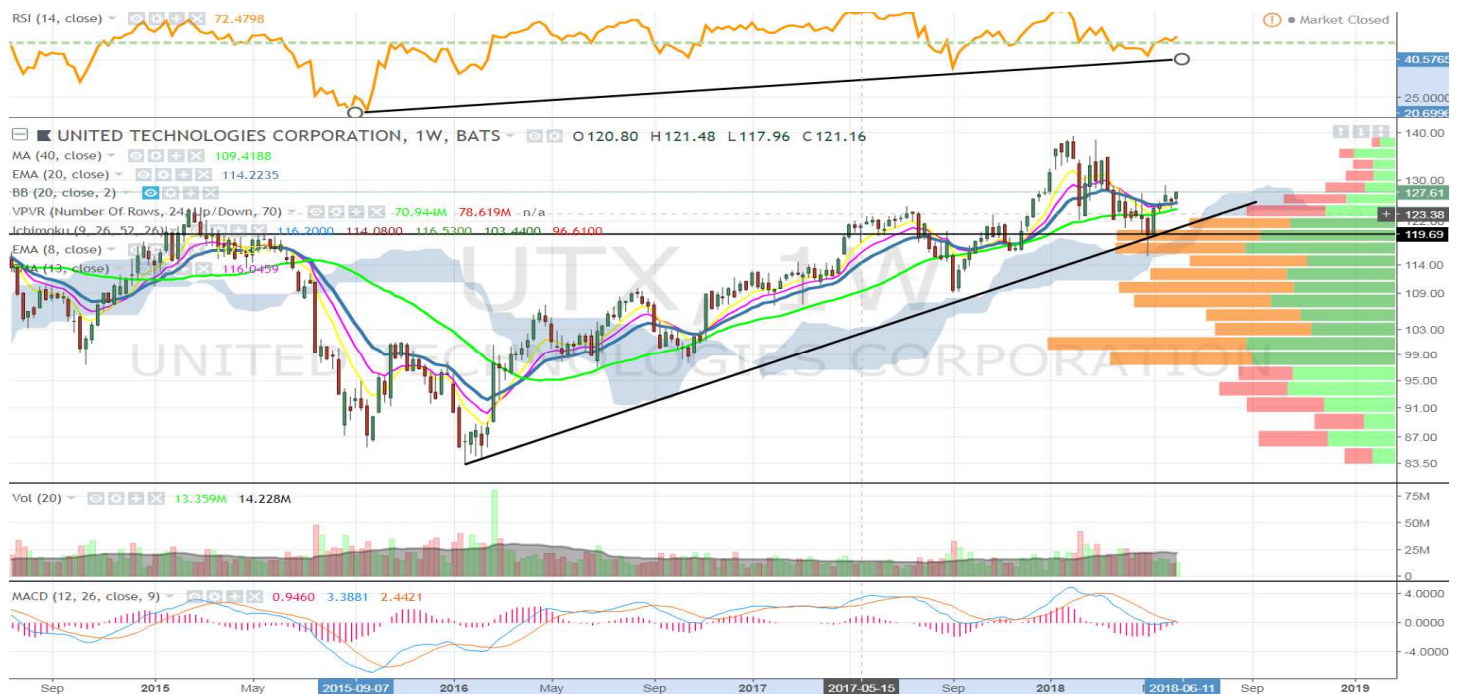 RSI (14, close) 72.4798
Market Closed
40.5765
25.0000
20.6996
UNITED TECHNOLOGIES CORPORATION, 1W, BATS O120.80 H121.48 L117.96 C121.16
MA (40, close) 109.4188
EMA (20, close) 114.2235
BB (20, close, 2)
VPVR (Number Of Rows, 24, Up/Down, 70) 70.944M 78.619M n/a
Ichimoku (9, 26, 52, 26) 116.2000 114.0800 116.5300 103.4400 96.6100
EMA (8, close)
EMA (13, close) 116.0459
UTX, 1W
UNITED TECHNOLOGIES CORPORATION
140.00
130.00
127.61
123.38
122.00
119.69
114.00
109.00
103.00
99.00
95.00
91.00
87.00
83.50
Vol (20) 13.359M 14.228M
75M
50M
25M
0
MACD (12, 26, close, 9) 0.9460 3.3881 2.4421
4.0000
0.0000
-4.0000
Sep 2015 May 2015-09-07 2016 May Sep 2017 2017-05-15 Sep 2018 2018-06-11 Sep 2019